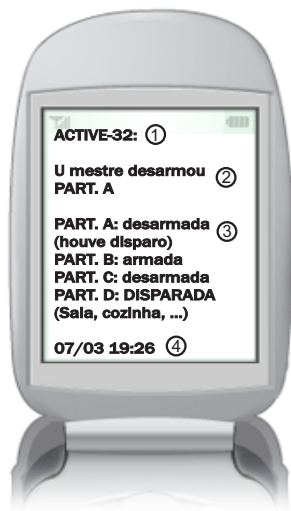 ACTIVE-32: ①
U mestre desarmou ②
PART. A
PART. A: desarmada ③
(houve disparo)
PART. B: armada
PART. C: desarmada
PART. D: DISPARADA
(Sala, cozinha, ...)
07/03 19:26 ④